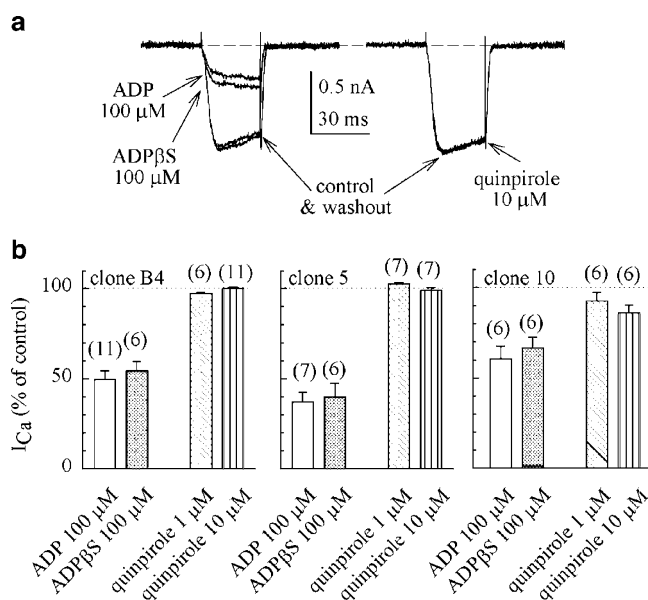 a
ADP
100 μM
ADPβS
100 μM
0.5 nA
30 ms
control
& washout
quinpirole
10 μM
b
I Ca (% of control)
100
50
0
clone B4
(11)
(6)
(6)
(11)
clone 5
(7)
(6)
(7)
(7)
clone 10
(6)
(6)
(6)
(6)
ADP 100 μM
ADPβS 100 μM
quinpirole 1 μM
quinpirole 10 μM
ADP 100 μM
ADPβS 100 μM
quinpirole 1 μM
quinpirole 10 μM
ADP 100 μM
ADPβS 100 μM
quinpirole 1 μM
quinpirole 10 μM